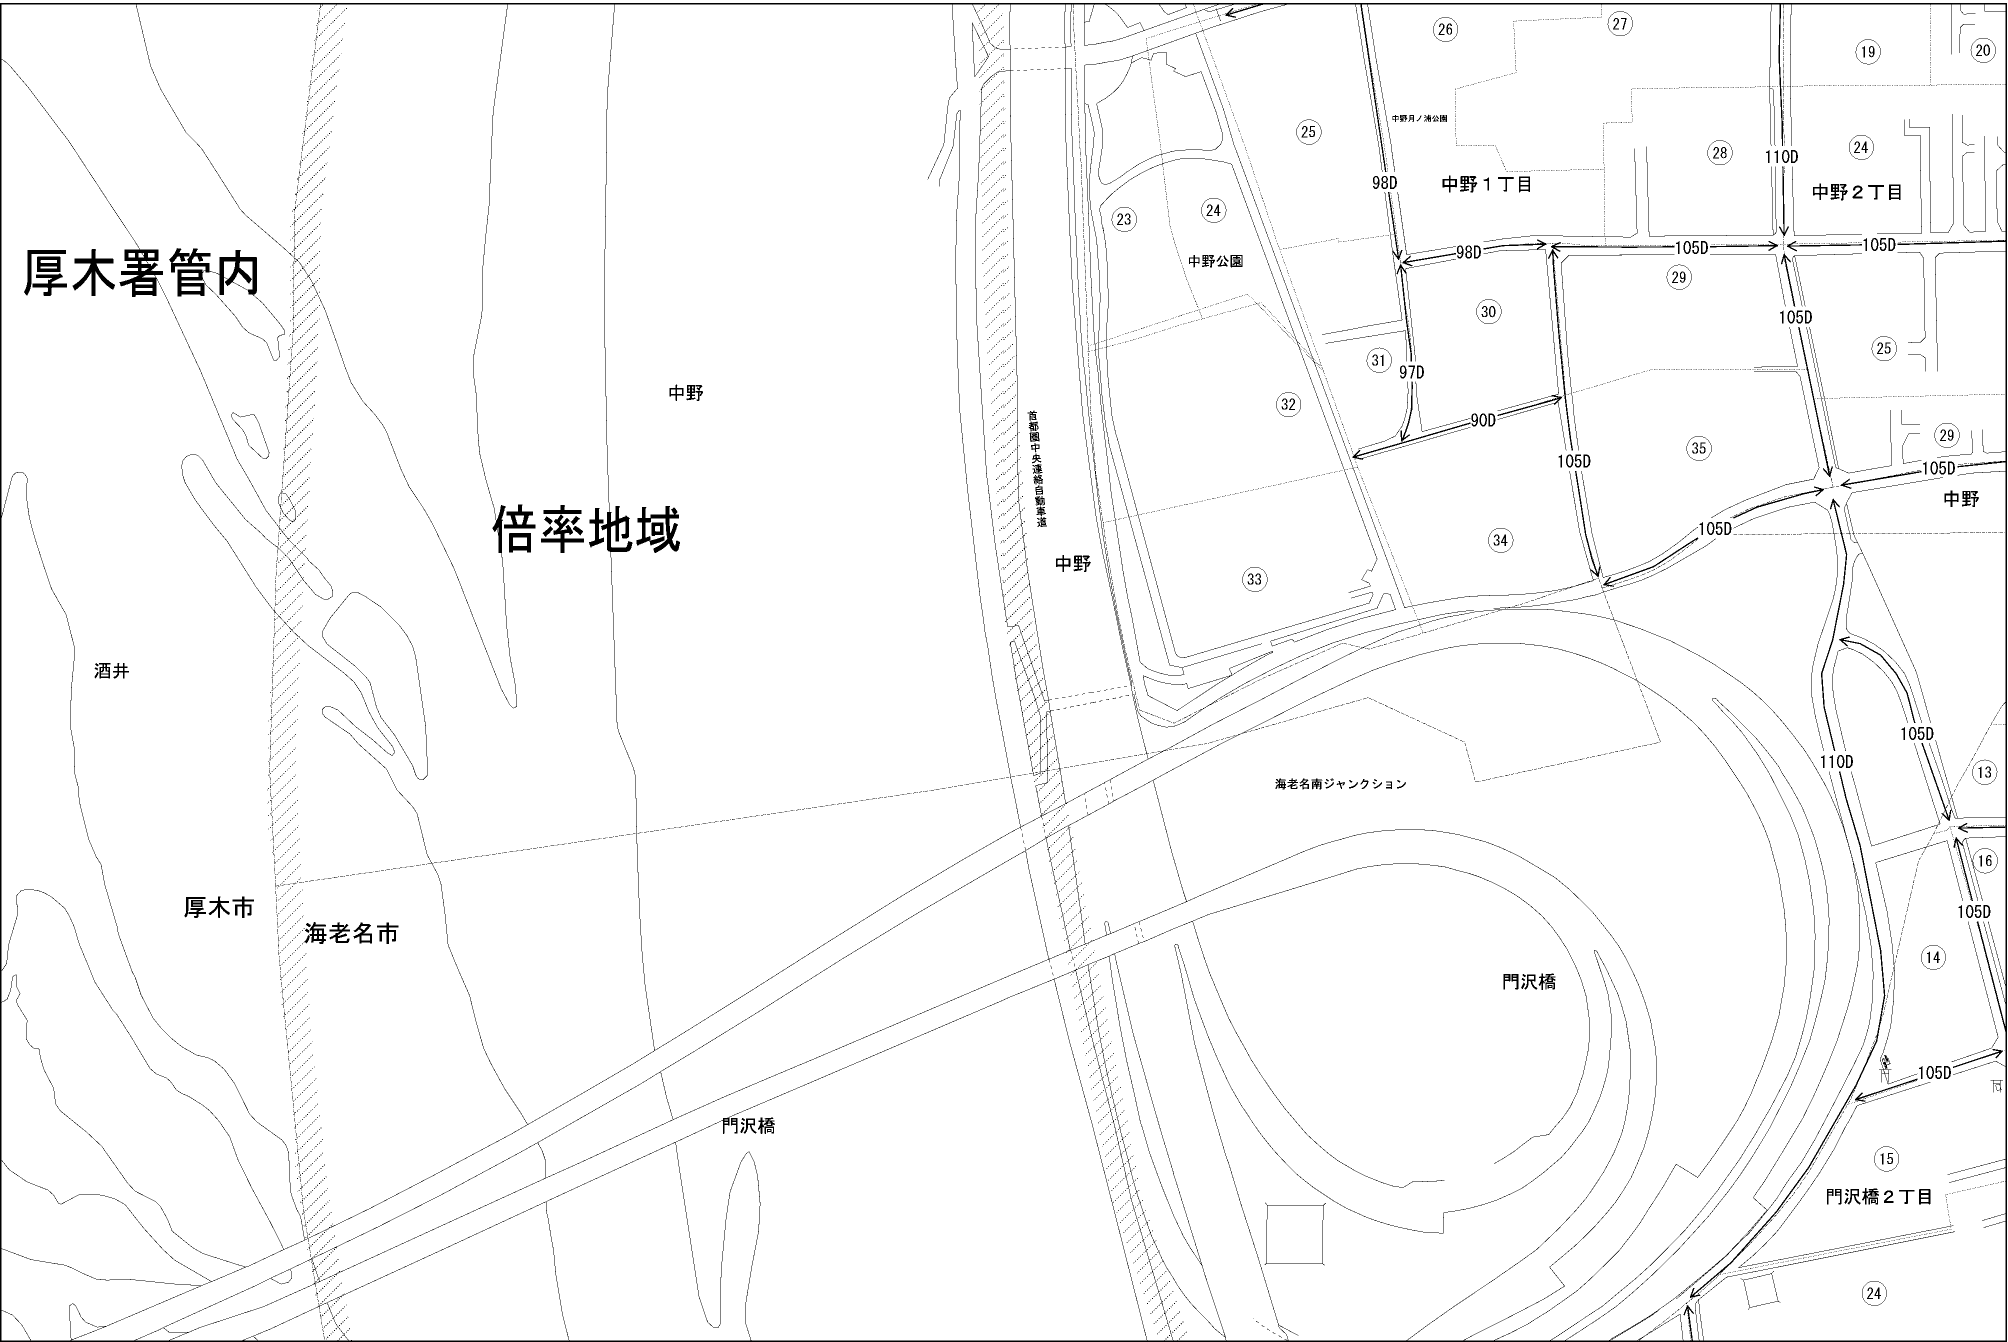 26
27
19
20
中野月ノ浦公園
25
28
110D
24
98D
中野１丁目
中野２丁目
23
24
厚木署管内
中野公園
98D
105D
105D
29
30
105D
25
31
97D
中野
32
首都圏中央連絡自動車道
90D
105D
35
29
105D
中野
倍率地域
105D
34
中野
33
酒井
105D
110D
13
海老名南ジャンクション
16
厚木市
海老名市
105D
14
門沢橋
105D
門沢橋
15
門沢橋２丁目
24